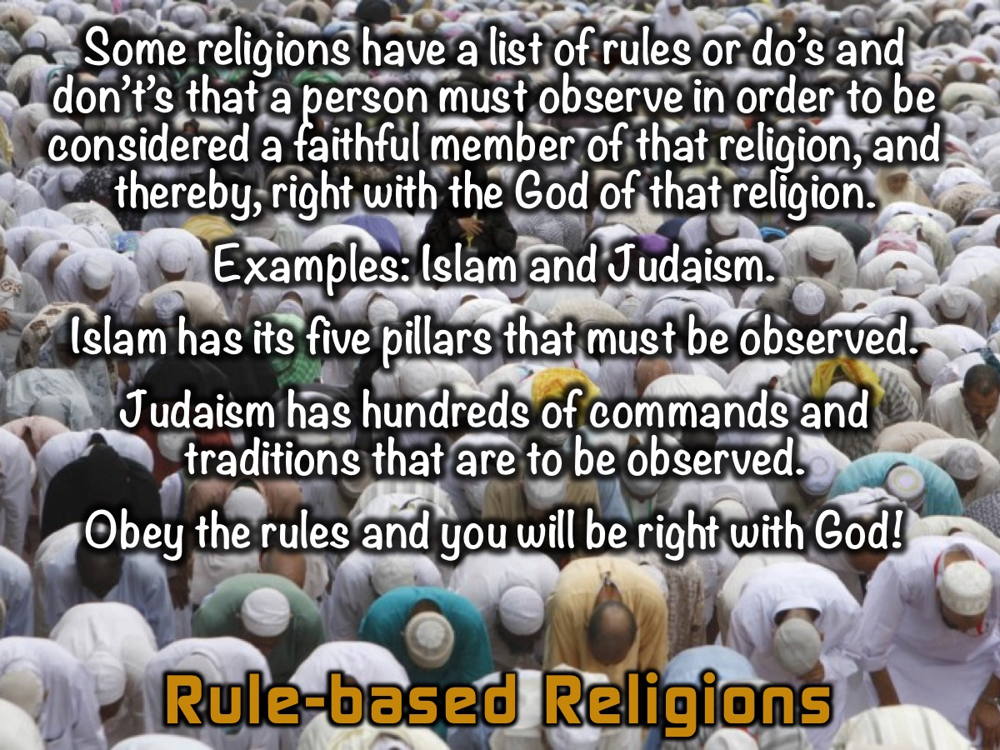 Some religions have a list of rules or do’s and
don’t’s that a person must observe in order to be
considered a faithful member of that religion, and
thereby, right with the God of that religion.
Examples: Islam and Judaism.
Islam has its five pillars that must be observed.
Judaism has hundreds of commands and
traditions that are to be observed.
Obey the rules and you will be right with God!
Rule-based Religions